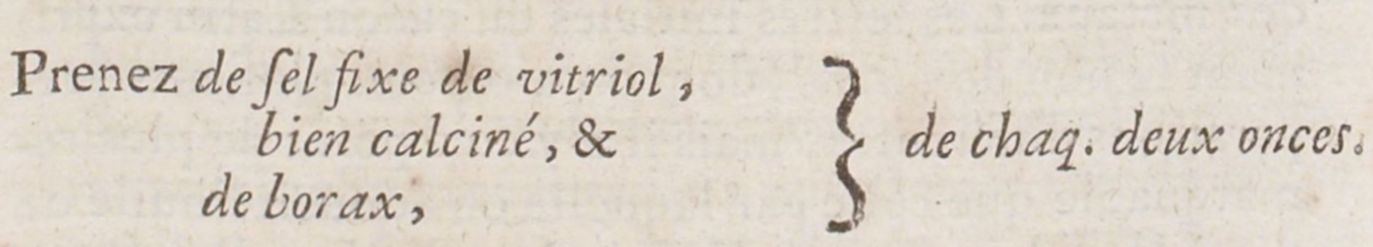 Prenez de ſel fixe de vitriol,
bien calciné, & } de chaq. deux onces.
de borax,